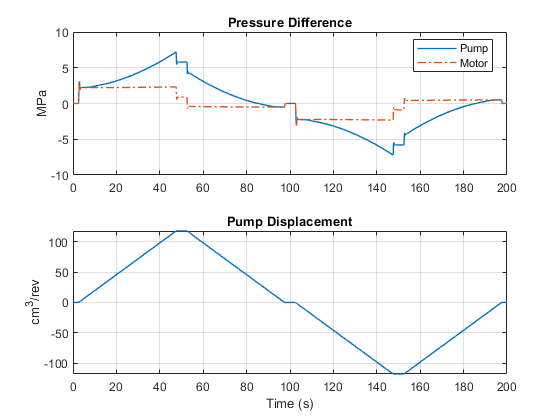 Pressure Difference
10
5
0
-5
-10
MPa
Pump
Motor
0 20 40 60 80 100 120 140 160 180 200
Pump Displacement
100
50
0
-50
-100
cm³/rev
0 20 40 60 80 100 120 140 160 180 200
Time (s)